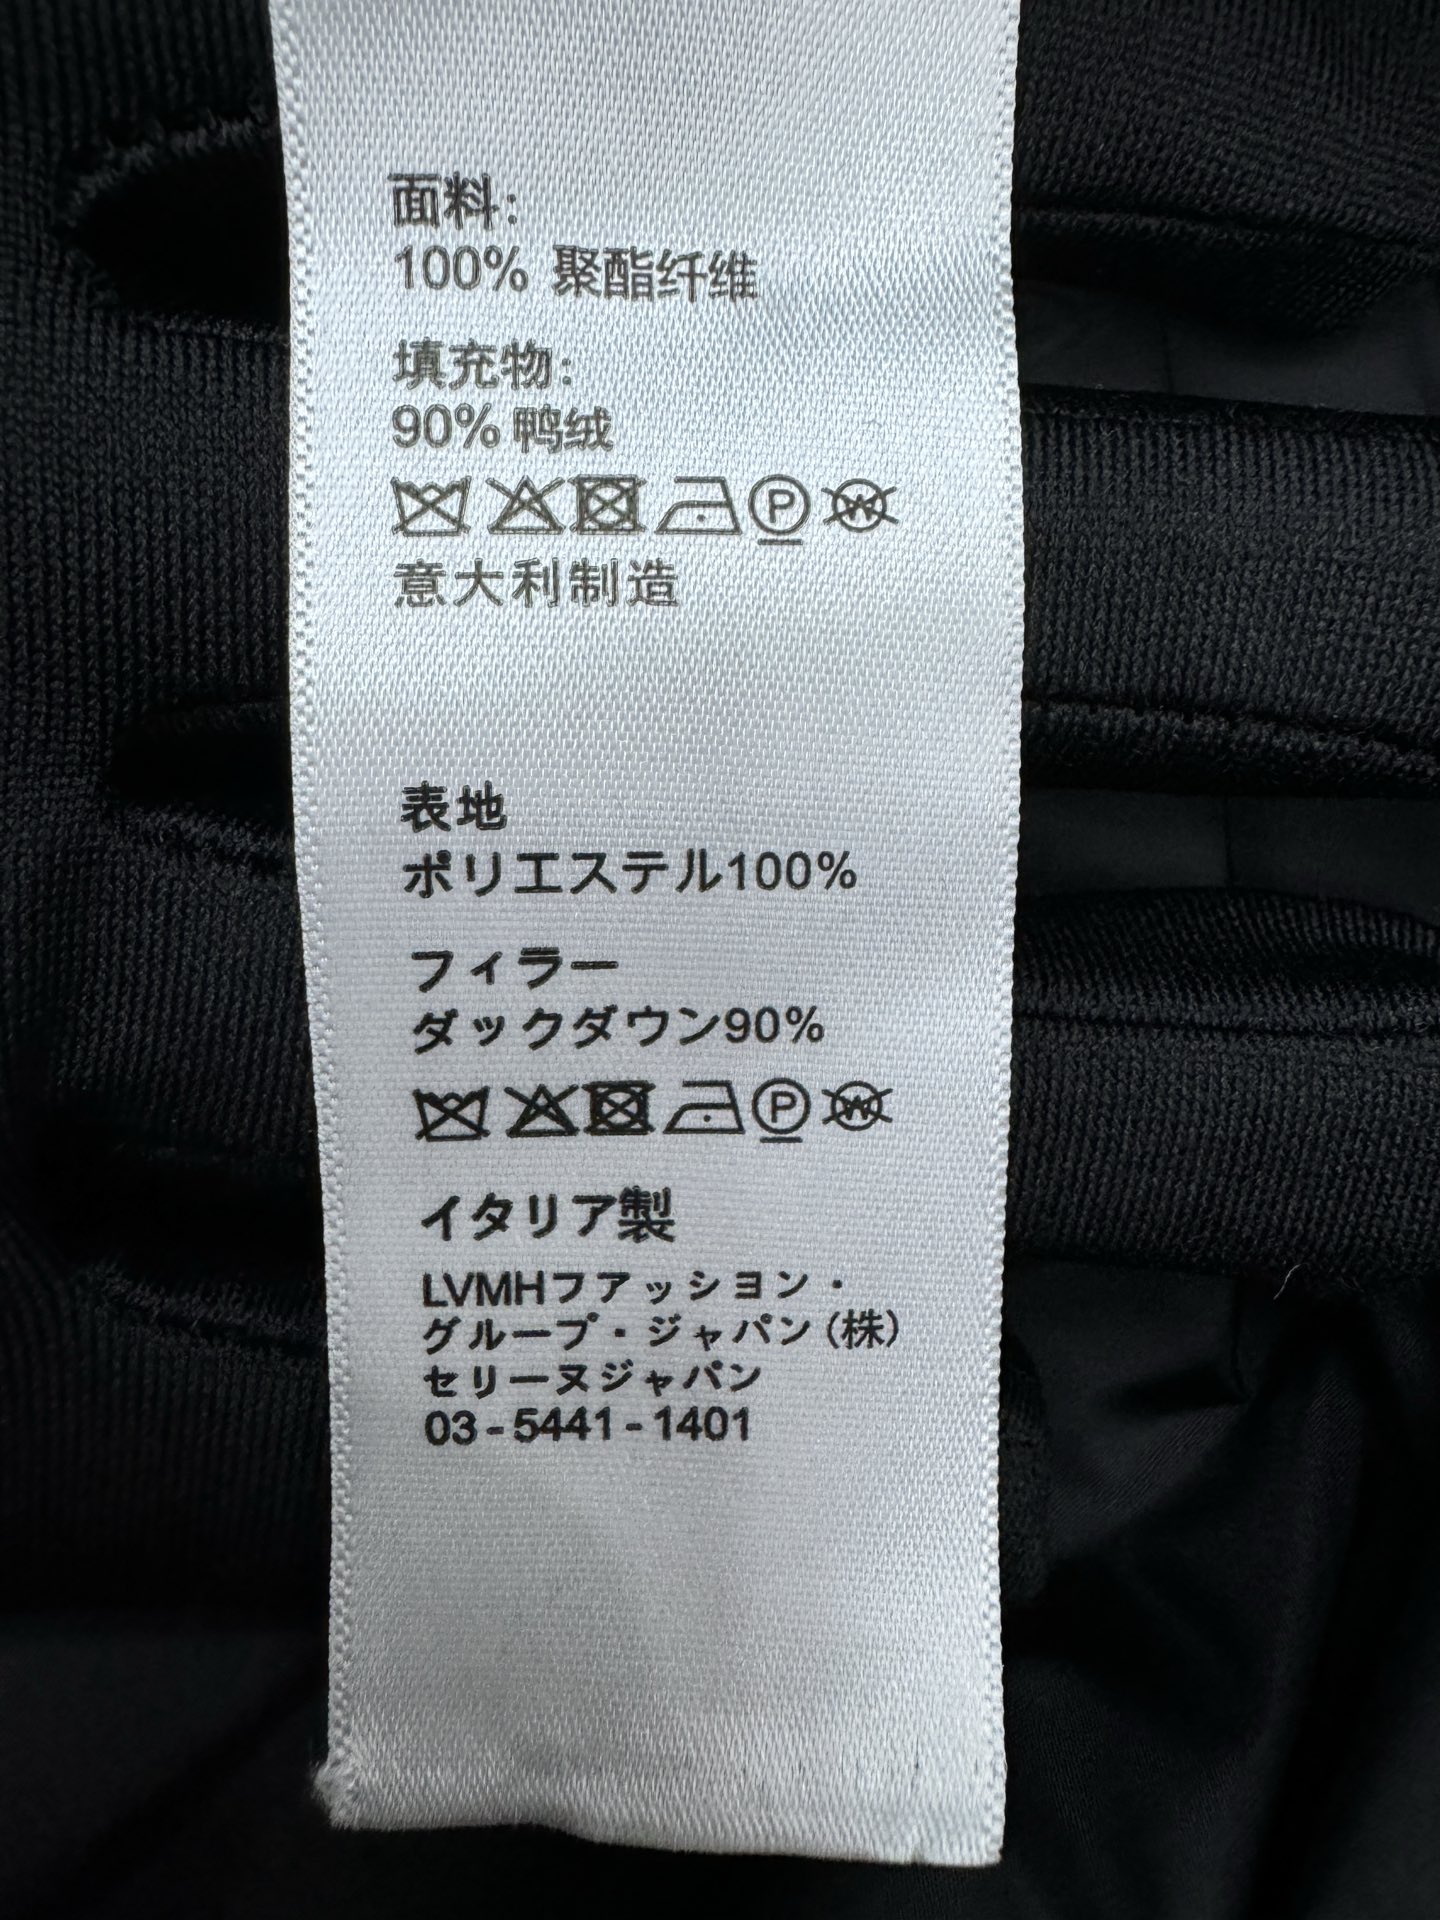 面料:
100% 聚酯纤维
填充物:
90% 鸭绒
P W
意大利制造
表地
ポリエステル100%
フィラー
ダックダウン90%
P W
イタリア製
LVMHファッション・
グループ・ジャパン(株)
セリーヌジャパン
03-5441-1401